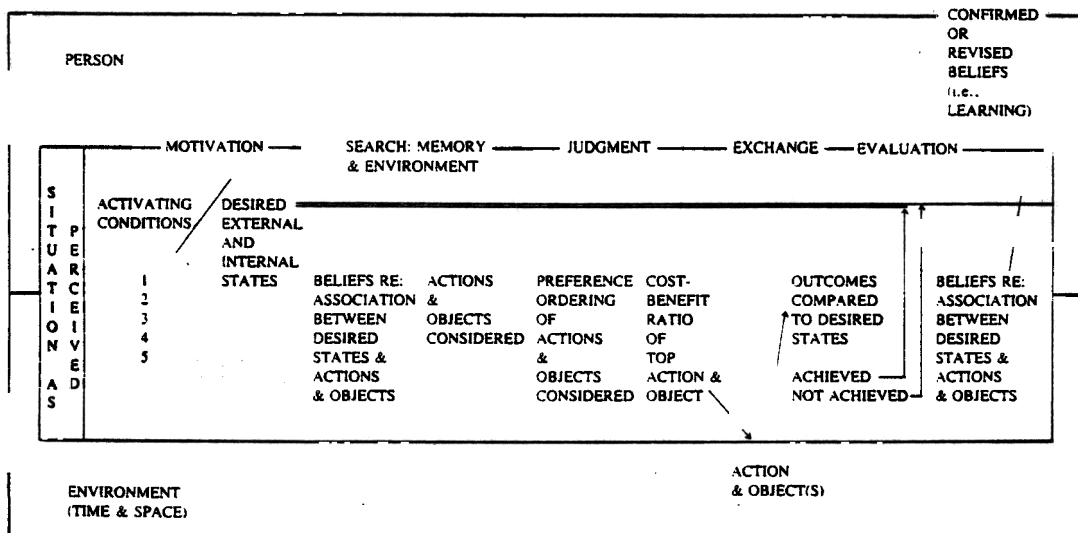 CONFIRMED
OR
REVISED
BELIEFS
(i.e.,
LEARNING)
PERSON
MOTIVATION
SEARCH: MEMORY
& ENVIRONMENT
JUDGMENT
EXCHANGE
EVALUATION
SITUATION AS
PERCEIVED
ACTIVATING
CONDITIONS
1
2
3
4
5
DESIRED
EXTERNAL
AND
INTERNAL
STATES
BELIEFS RE:
ASSOCIATION
BETWEEN
DESIRED
STATES &
ACTIONS
& OBJECTS
ACTIONS
&
OBJECTS
CONSIDERED
PREFERENCE
ORDERING
OF
ACTIONS
&
OBJECTS
CONSIDERED
COST-
BENEFIT
RATIO
OF
TOP
ACTION &
OBJECT
OUTCOMES
COMPARED
TO DESIRED
STATES
ACHIEVED
NOT ACHIEVED
BELIEFS RE:
ASSOCIATION
BETWEEN
DESIRED
STATES &
ACTIONS
& OBJECTS
ACTION
& OBJECT(S)
ENVIRONMENT
(TIME & SPACE)